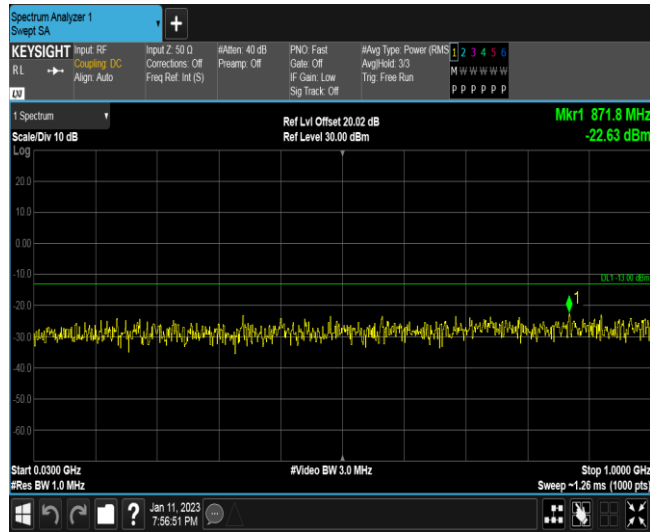 Spectrum Analyzer 1
Swept SA
+
KEYSIGHT
RL
LXI
Input: RF
Coupling: DC
Align: Auto
Input Z: 50 Ω
Corrections: Off
Freq Ref: Int (S)
#Atten: 40 dB
Preamp: Off
PNO: Fast
Gate: Off
IF Gain: Low
Sig Track: Off
#Avg Type: Power (RMS
Avg|Hold: 3/3
Trig: Free Run
1 2 3 4 5 6
M W W W W W
P P P P P P
1 Spectrum
Scale/Div 10 dB
Log
Ref Lvl Offset 20.02 dB
Ref Level 30.00 dBm
Mkr1 871.8 MHz
-22.63 dBm
20.0
10.0
0.00
-10.0
DL1 -13.00 dBm
1
-20.0
-30.0
-40.0
-50.0
-60.0
Start 0.0300 GHz
#Video BW 3.0 MHz
Stop 1.0000 GHz
#Res BW 1.0 MHz
Sweep ~1.26 ms (1000 pts)
?
Jan 11, 2023
7:56:51 PM